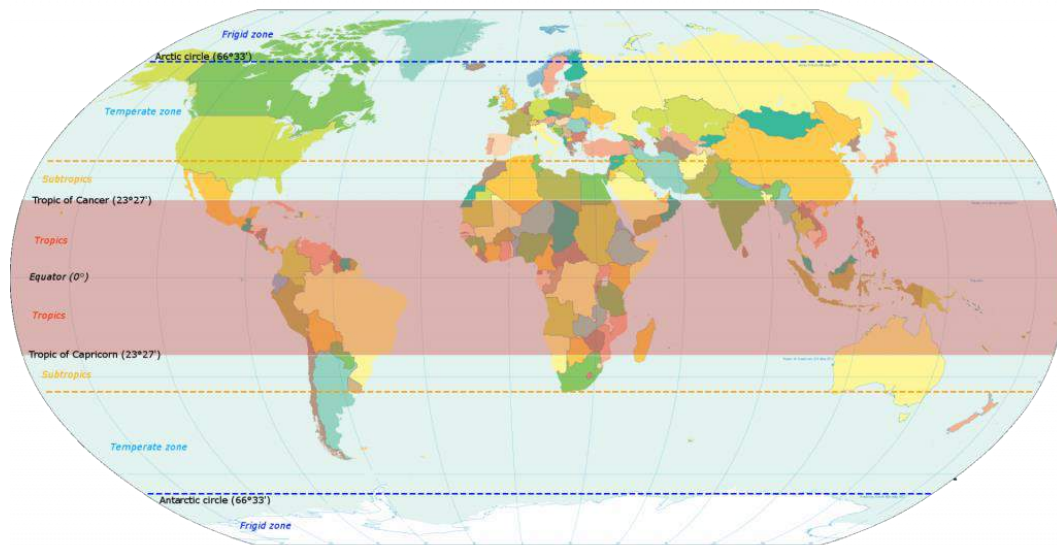 Frigid zone
Arctic circle (66°33')
Temperate zone
Subtropics
Tropic of Cancer (23°27')
Tropics
Equator (0°)
Tropics
Tropic of Capricorn (23°27')
Subtropics
Temperate zone
Antarctic circle (66°33')
Frigid zone